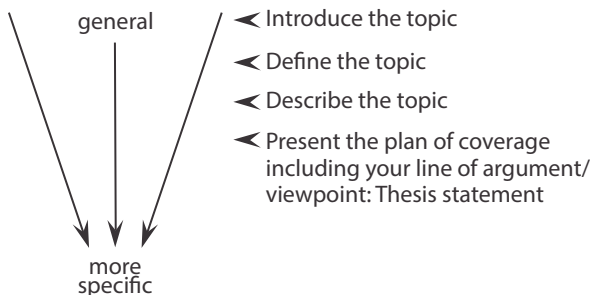 general
Introduce the topic
Define the topic
Describe the topic
Present the plan of coverage
including your line of argument/
viewpoint: Thesis statement
more
specific